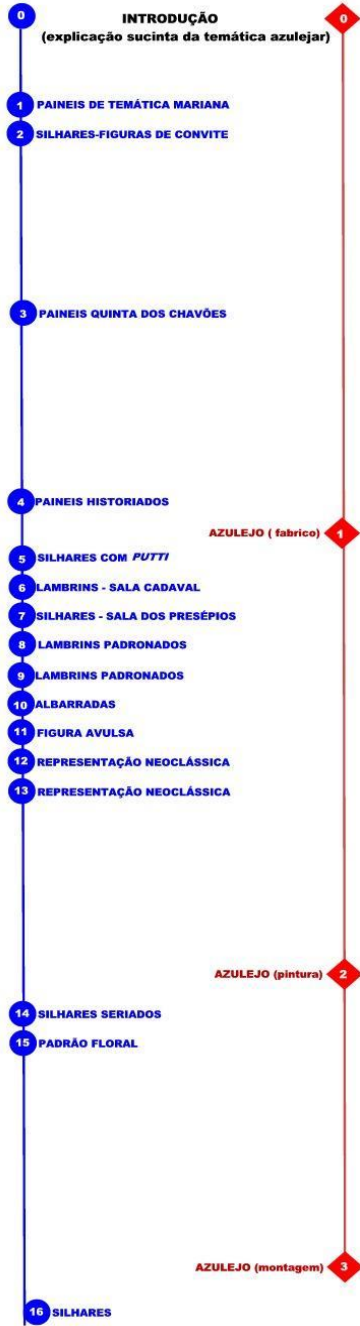 0 INTRODUÇÃO 0
(explicação sucinta da temática azulejar)
1 PAINEIS DE TEMÁTICA MARIANA
2 SILHARES-FIGURAS DE CONVITE
3 PAINEIS QUINTA DOS CHAVÕES
4 PAINEIS HISTORIADOS
AZULEJO ( fabrico) 1
5 SILHARES COM PUTTI
6 LAMBRINS - SALA CADAVAL
7 SILHARES - SALA DOS PRESÉPIOS
8 LAMBRINS PADRONADOS
9 LAMBRINS PADRONADOS
10 ALBARRADAS
11 FIGURA AVULSA
12 REPRESENTAÇÃO NEOCLÁSSICA
13 REPRESENTAÇÃO NEOCLÁSSICA
AZULEJO (pintura) 2
14 SILHARES SERIADOS
15 PADRÃO FLORAL
AZULEJO (montagem) 3
16 SILHARES